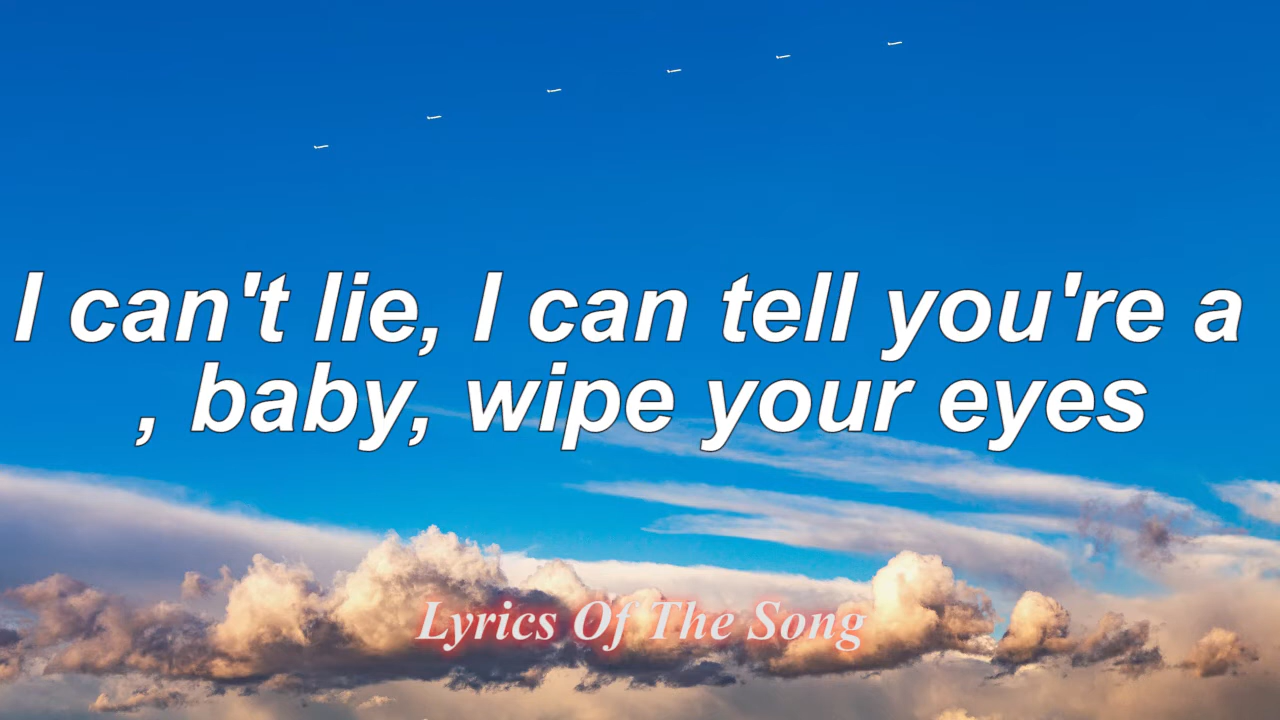 I can't lie, I can tell you're a
, baby, wipe your eyes
Lyrics Of The Song